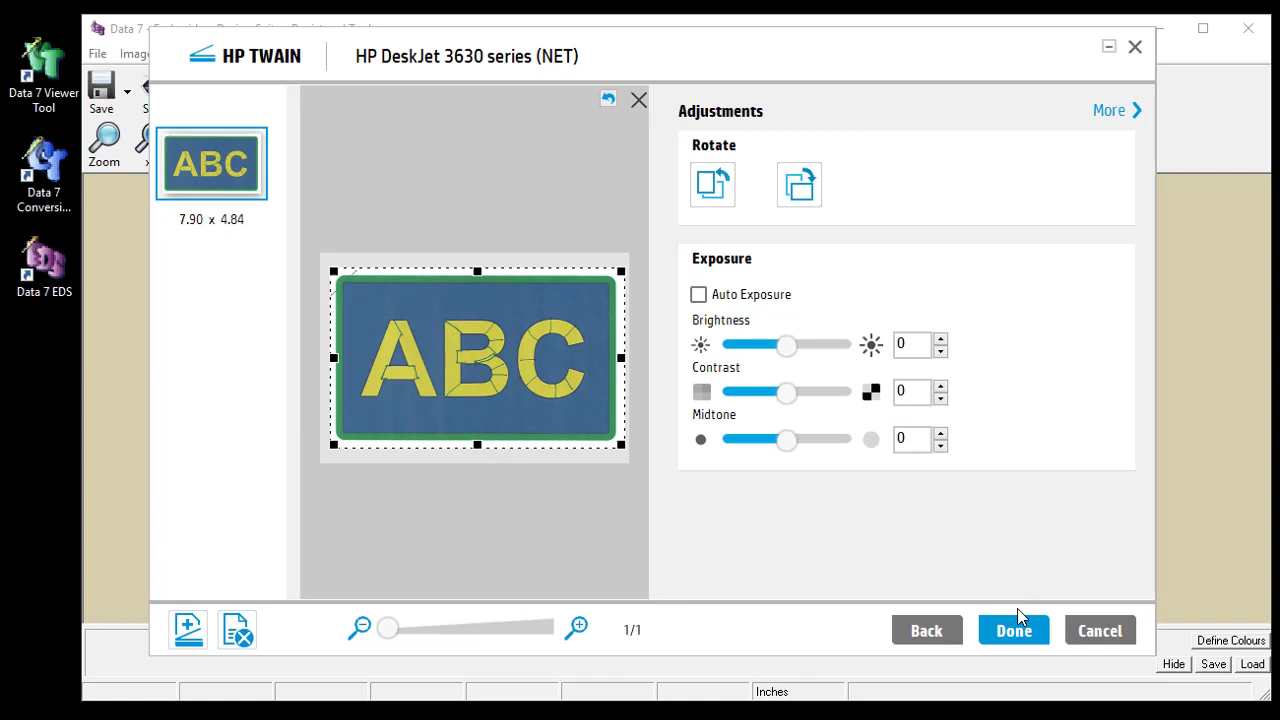 Data 7 Viewer
Tool
Data 7
Conversi...
Data 7 EDS
Data 7 -
File
Imag
Save
Zoom
x
HP TWAIN
HP DeskJet 3630 series (NET)
ABC
7.90 x 4.84
ABC
Adjustments
More
Rotate
Exposure
Auto Exposure
Brightness
0
Contrast
0
Midtone
0
1/1
Back
Done
Cancel
Define Colours
Hide
Save
Load
Inches